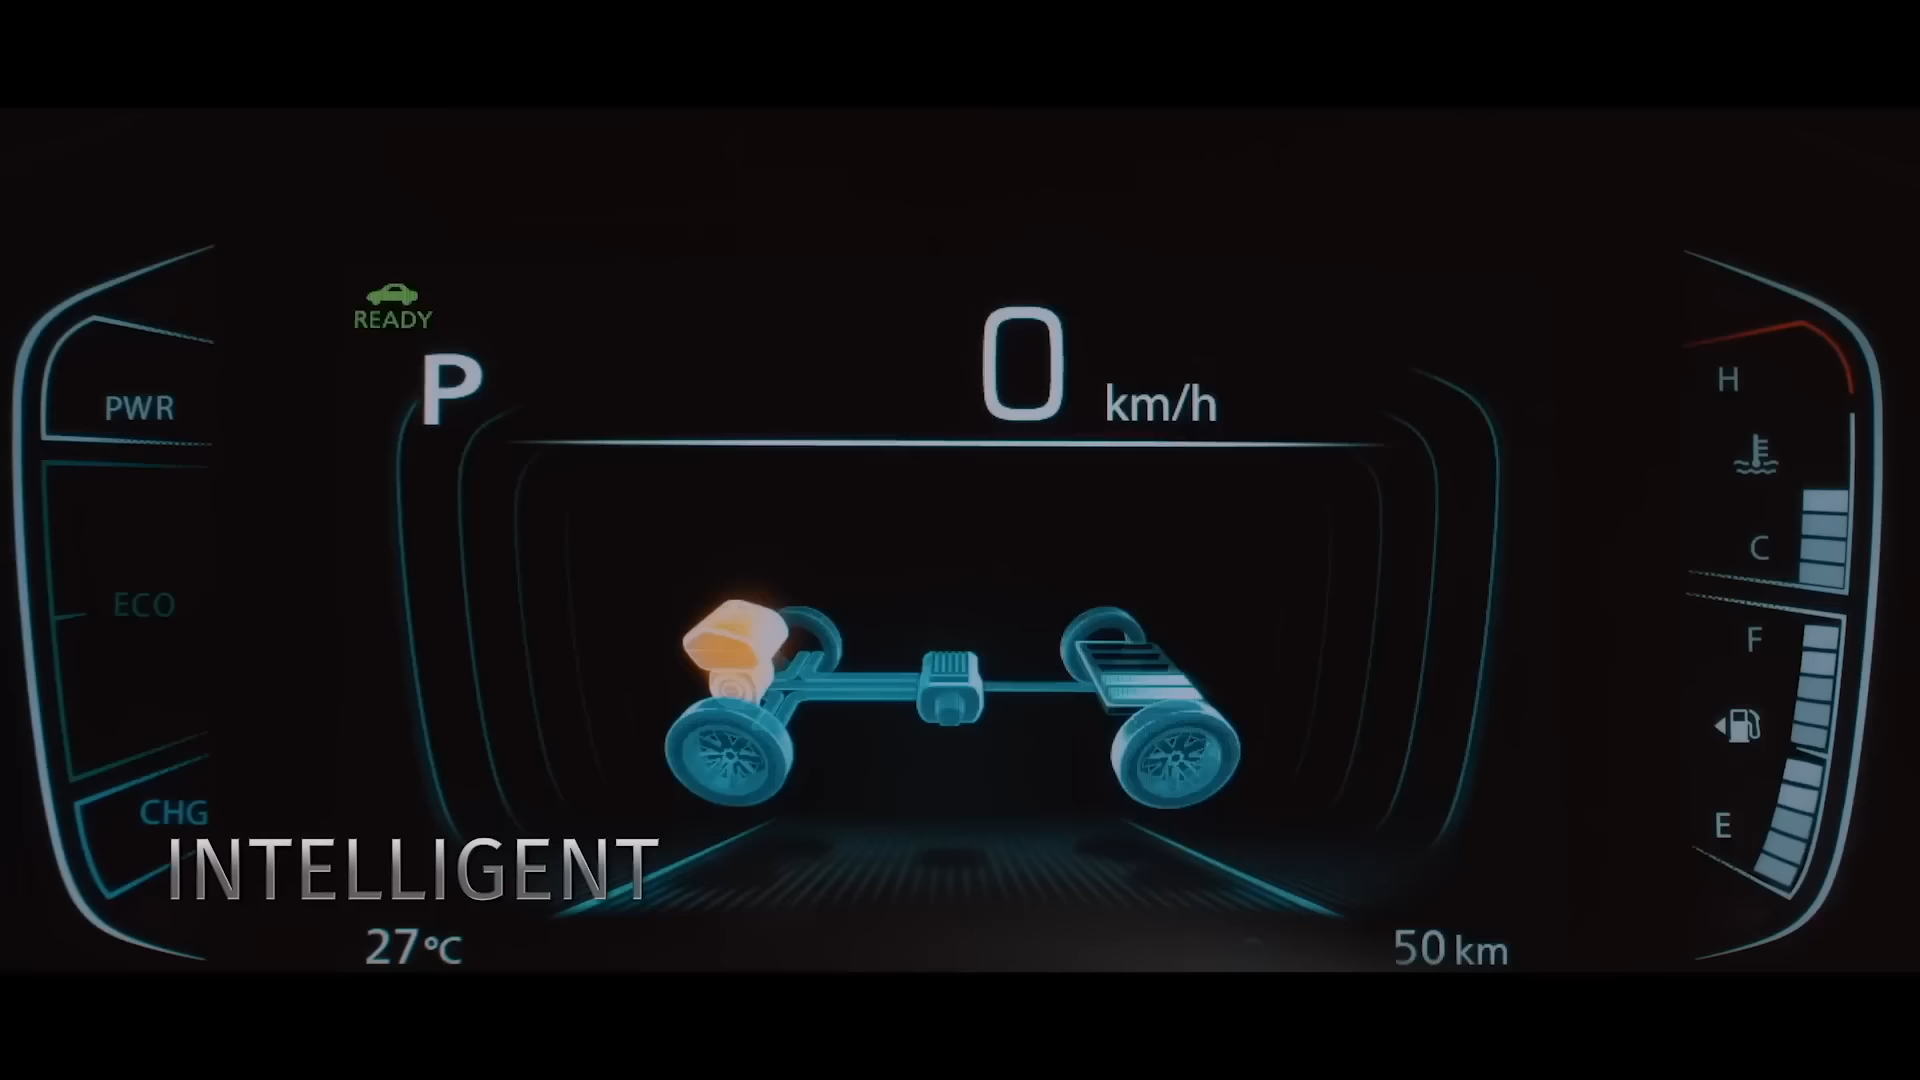 READY
P
0 km/h
PWR
ECO
CHG
H
C
F
E
INTELLIGENT
27°C
50 km